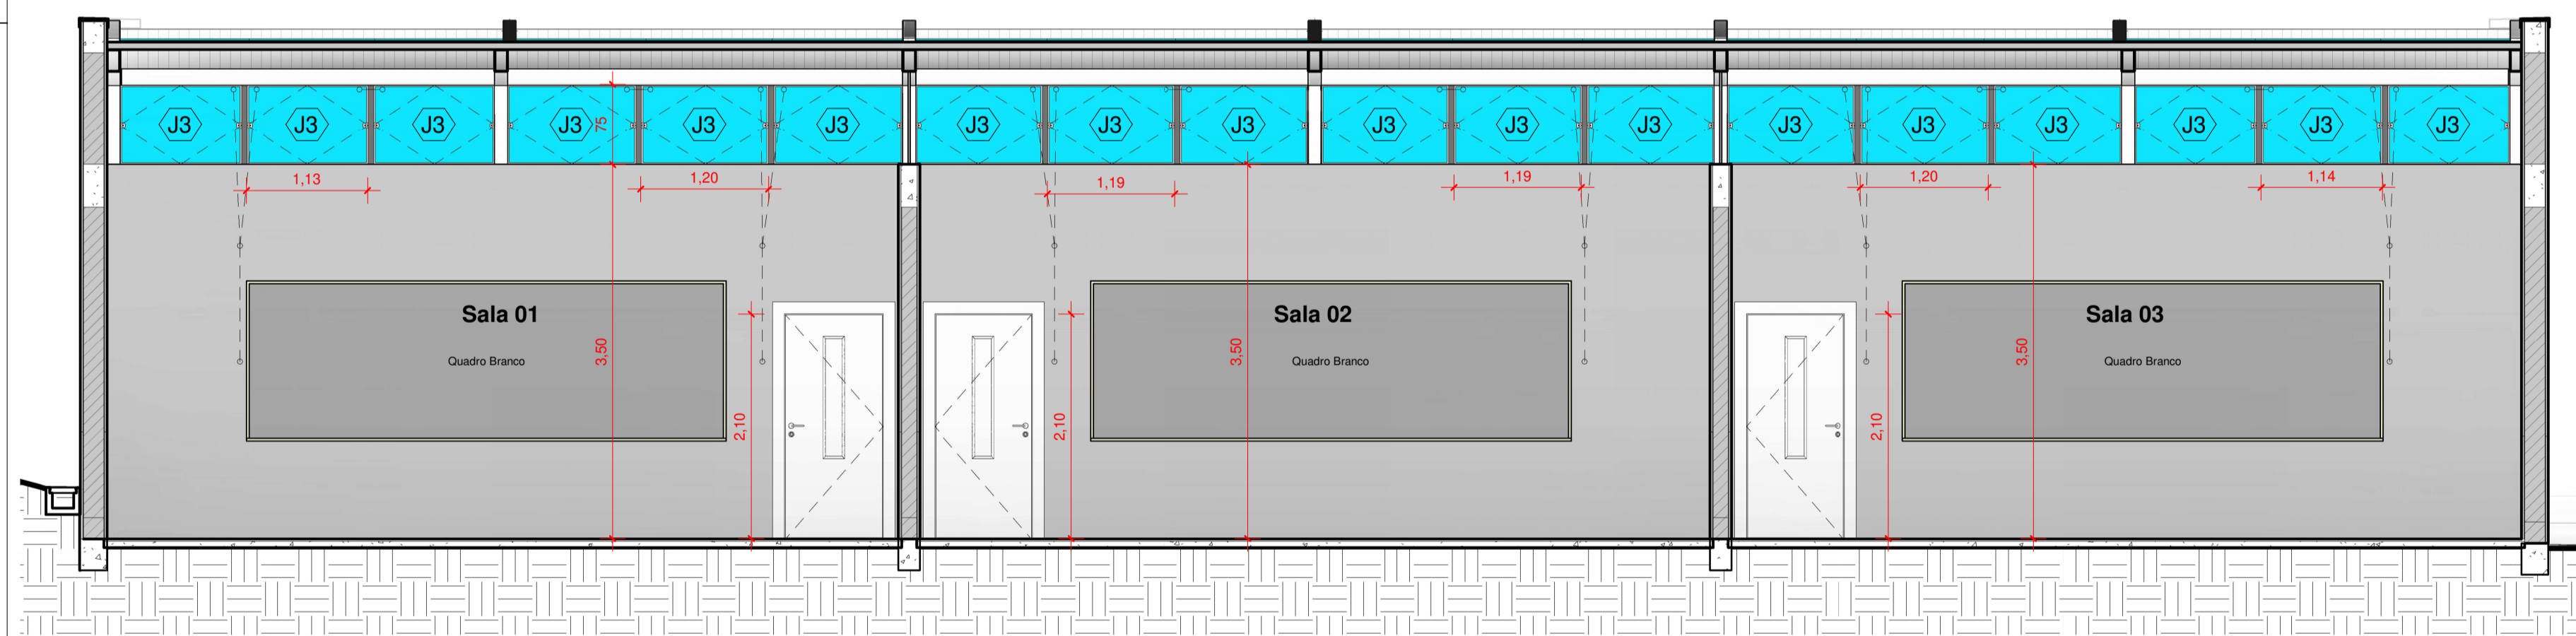 J3 J3 J3 J3 J3 J3 J3 J3 J3 J3 J3 J3 J3 J3 J3 J3 J3 J3
75
1,13 1,20 1,19 1,19 1,20 1,14
Sala 01 Sala 02 Sala 03
Quadro Branco Quadro Branco Quadro Branco
3,50 3,50 3,50
2,10 2,10 2,10